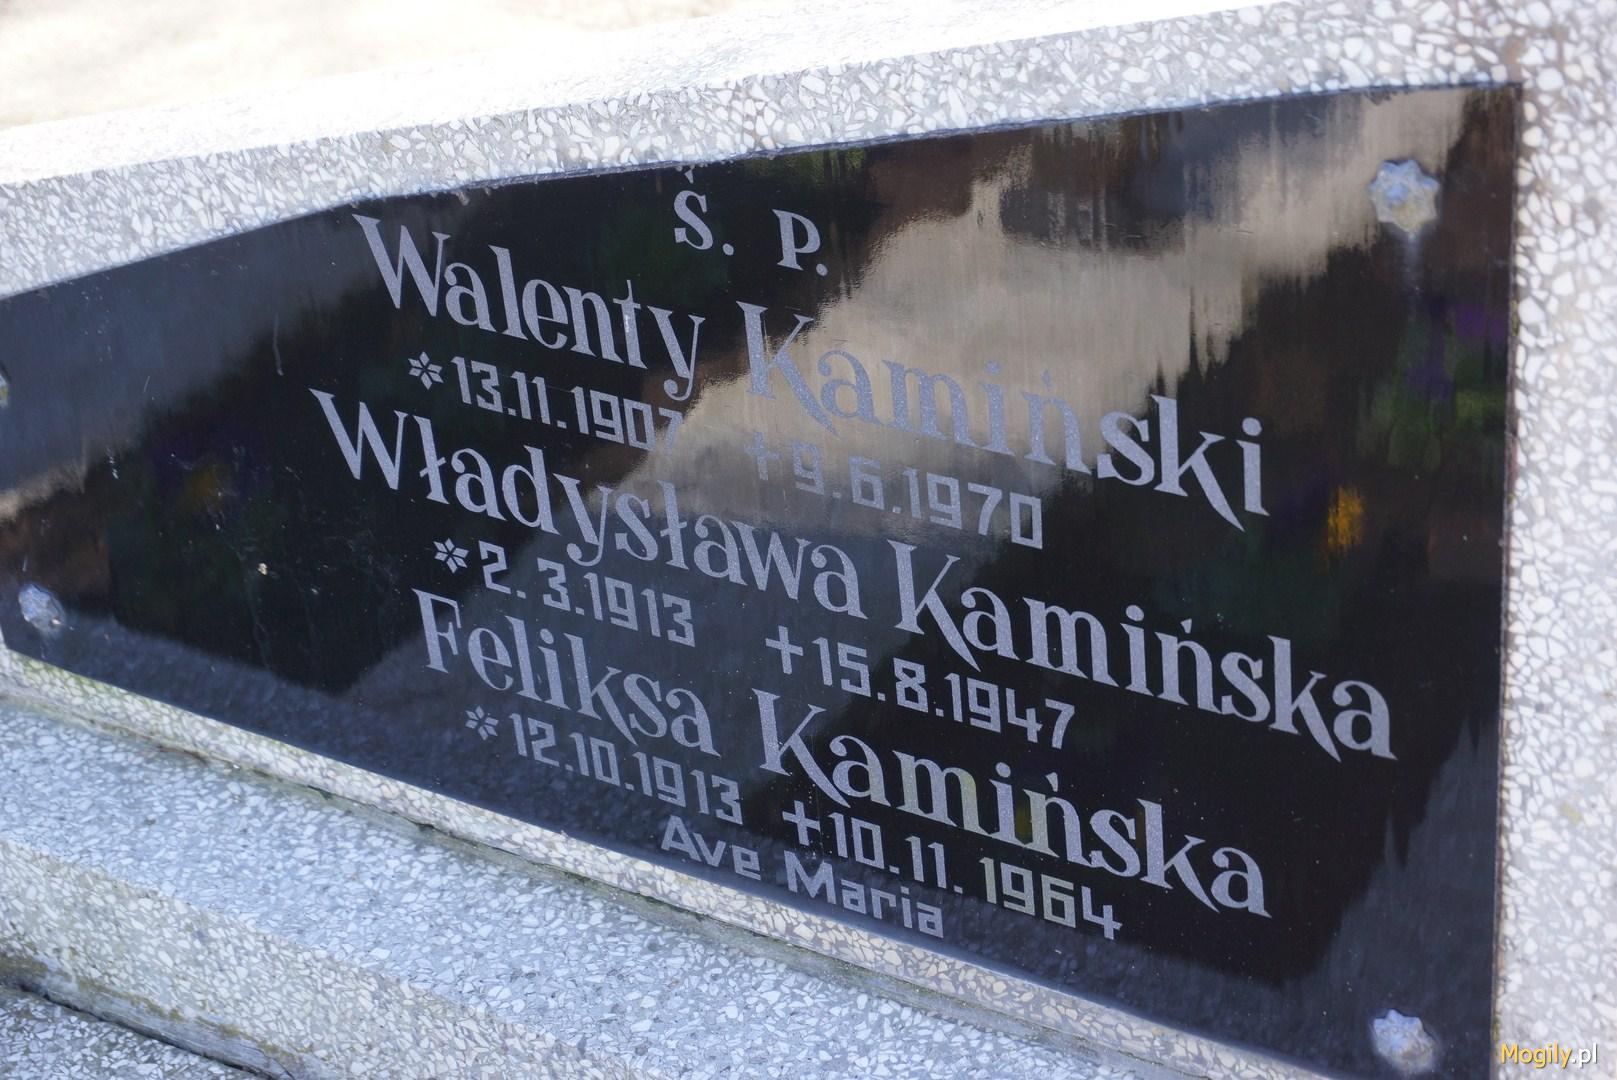 Ś. P.
Walenty Kamiński
*13.11.1907 +9.6.1970
Władysława Kamińska
*2.3.1913 +15.8.1947
Feliksa Kamińska
*12.10.1913 +10.11.1964
Ave Maria
Mogily.pl